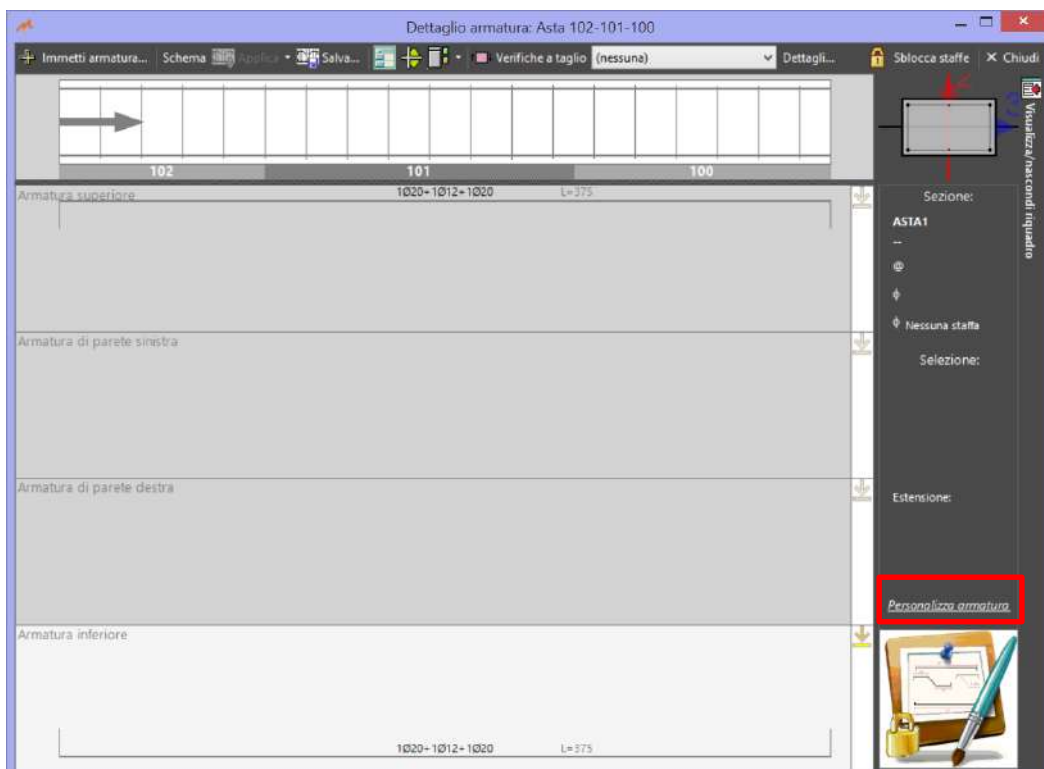 Dettaglio armatura: Asta 102-101-100
Immetti armatura... Schema Applica Salva... Verifiche a taglio (nessuna) Dettagli... Sblocca staffe Chiudi
Visualizza/nascondi riquadro
2
3
102 101 100
Armatura superiore 1Ø20+1Ø12+1Ø20 L=375
Armatura di parete sinistra
Armatura di parete destra
Armatura inferiore
1Ø20+1Ø12+1Ø20 L=375
Sezione:
ASTA1
--
@
ϕ
ϕ Nessuna staffa
Selezione:
Estensione:
Personalizza armatura